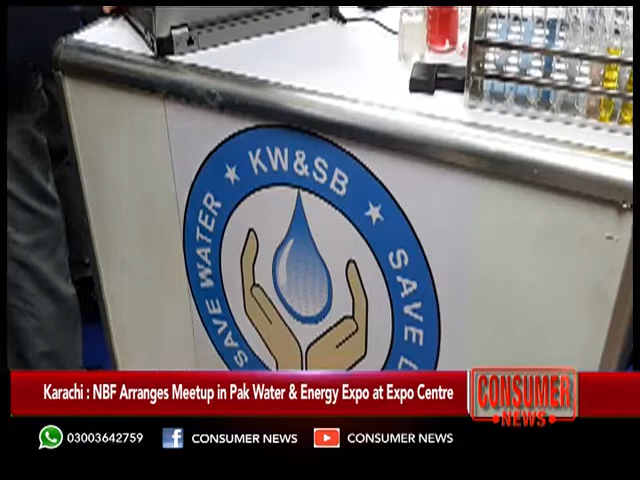 KW&SB
SAVE WATER
SAVE
Karachi : NBF Arranges Meetup in Pak Water & Energy Expo at Expo Centre
CONSUMER
NEWS
03003642759
CONSUMER NEWS
CONSUMER NEWS